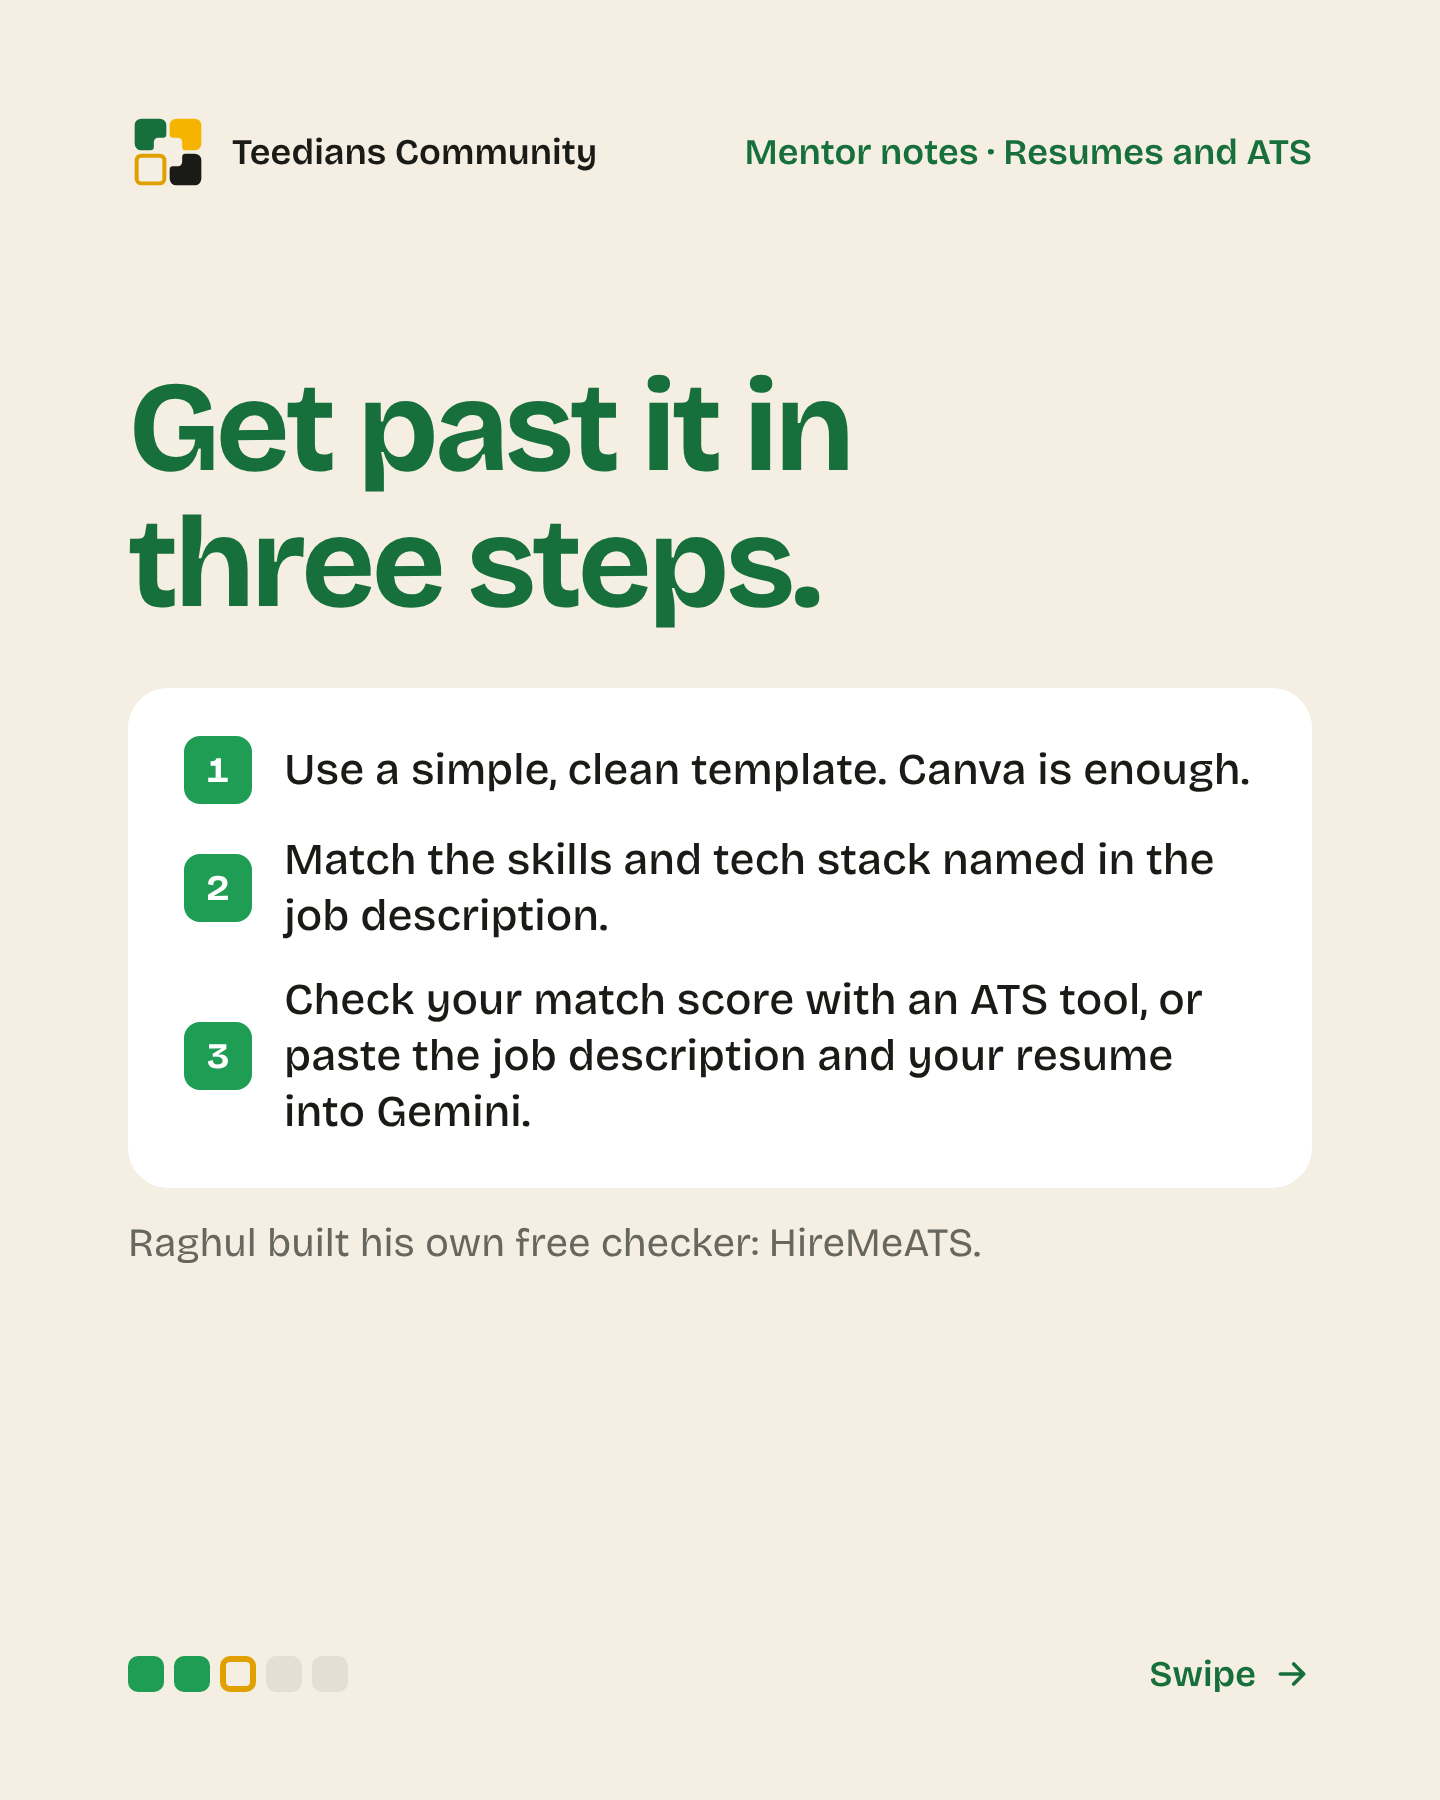 Teedians Community
Mentor notes · Resumes and ATS
Get past it in
three steps.
1 Use a simple, clean template. Canva is enough.
2 Match the skills and tech stack named in the
job description.
3 Check your match score with an ATS tool, or
paste the job description and your resume
into Gemini.
Raghul built his own free checker: HireMeATS.
Swipe →